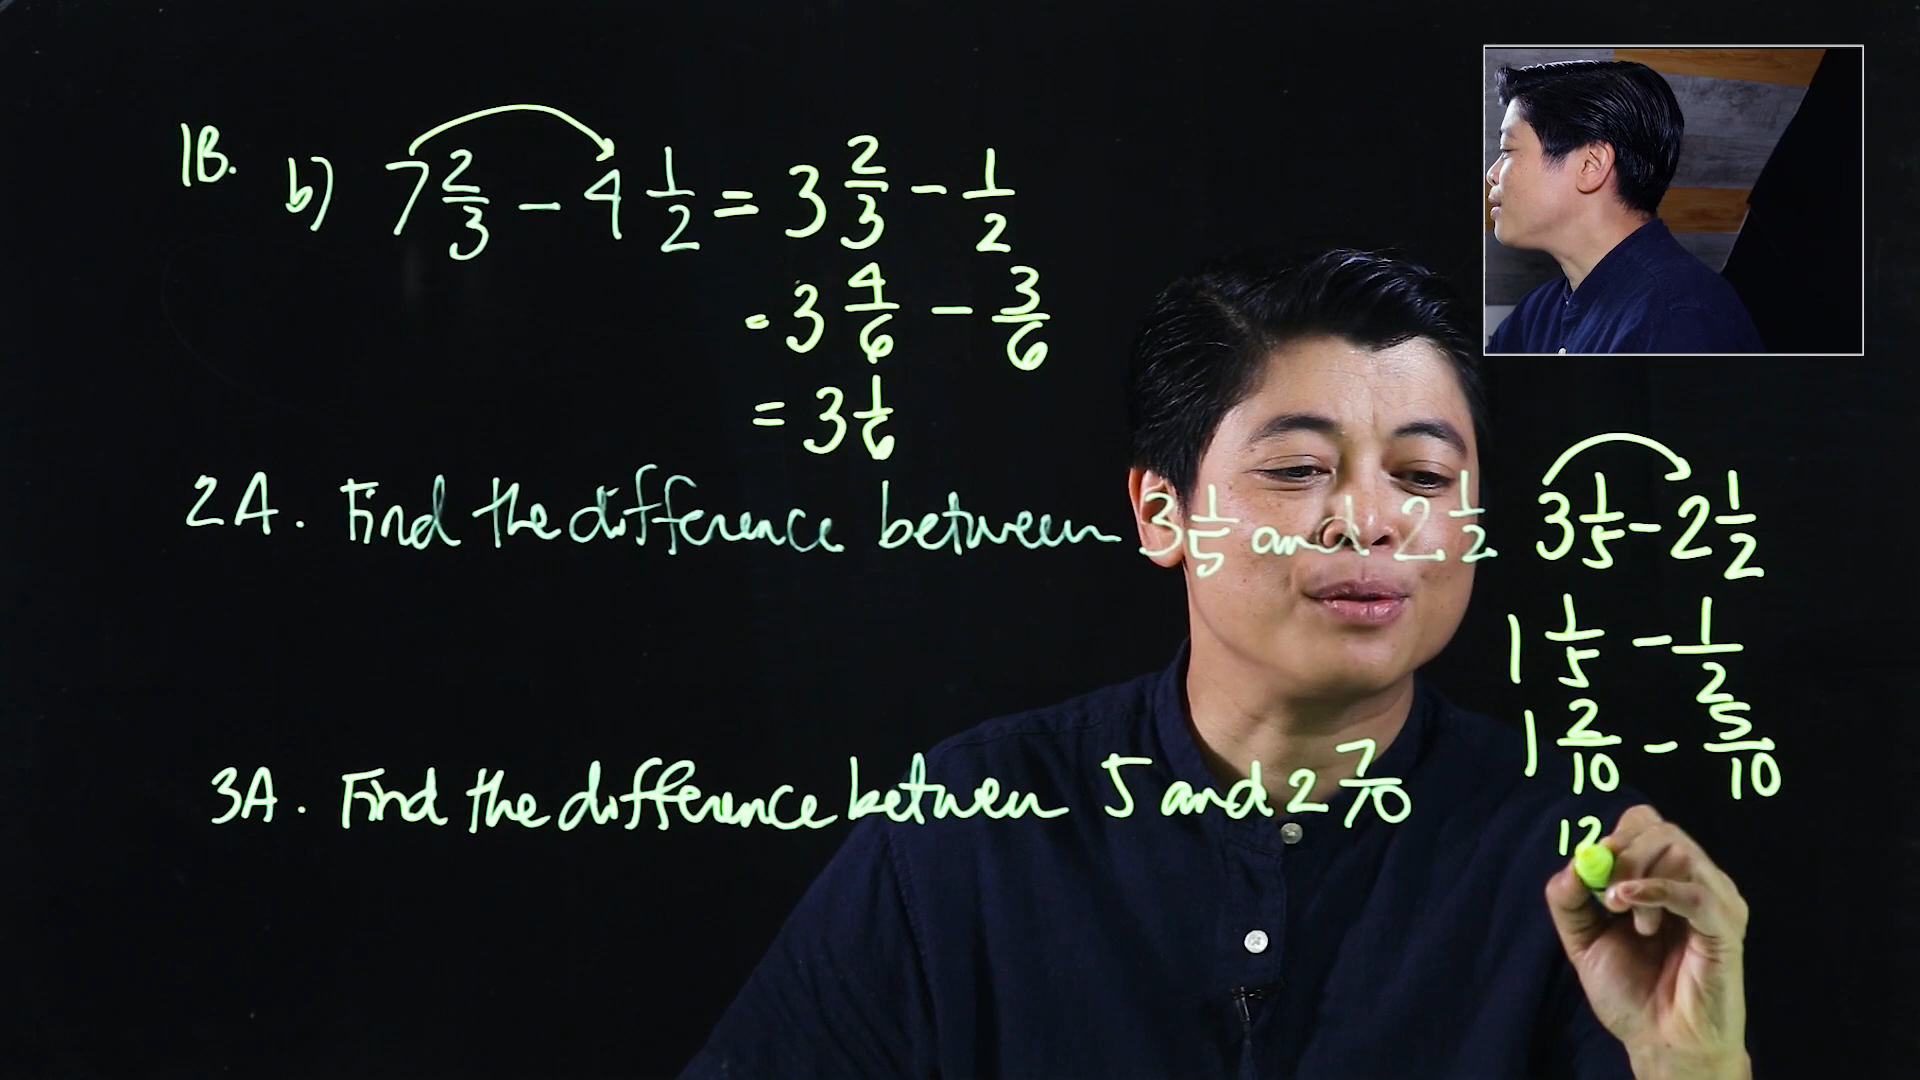 1B. b) 7 2/3 - 4 1/2 = 3 2/3 - 1/2
= 3 4/6 - 3/6
= 3 1/6
2A. Find the difference between 3 1/5 and 2 1/2
3 1/5 - 2 1/2
1 1/5 - 1/2
1 2/10 - 5/10
12
3A. Find the difference between 5 and 2 7/10